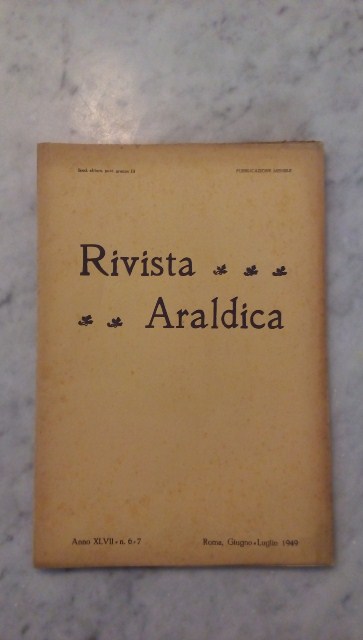 Rivista
Araldica
Anno XLVII - n. 6-7
Roma, Giugno - Luglio 1949